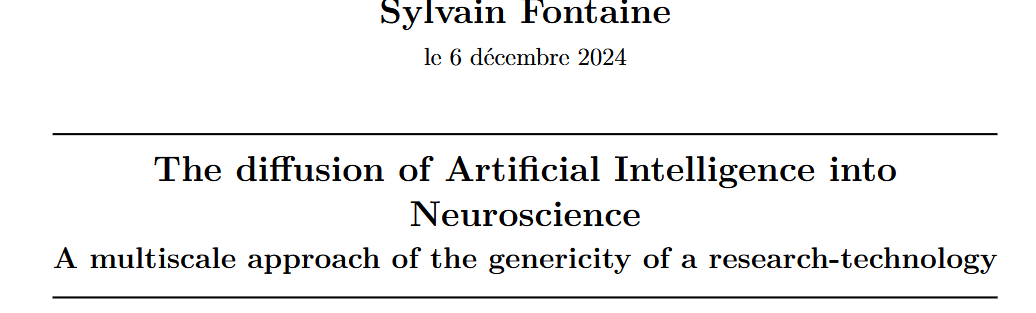 Sylvain Fontaine
le 6 décembre 2024
The diffusion of Artificial Intelligence into
Neuroscience
A multiscale approach of the genericity of a research-technology